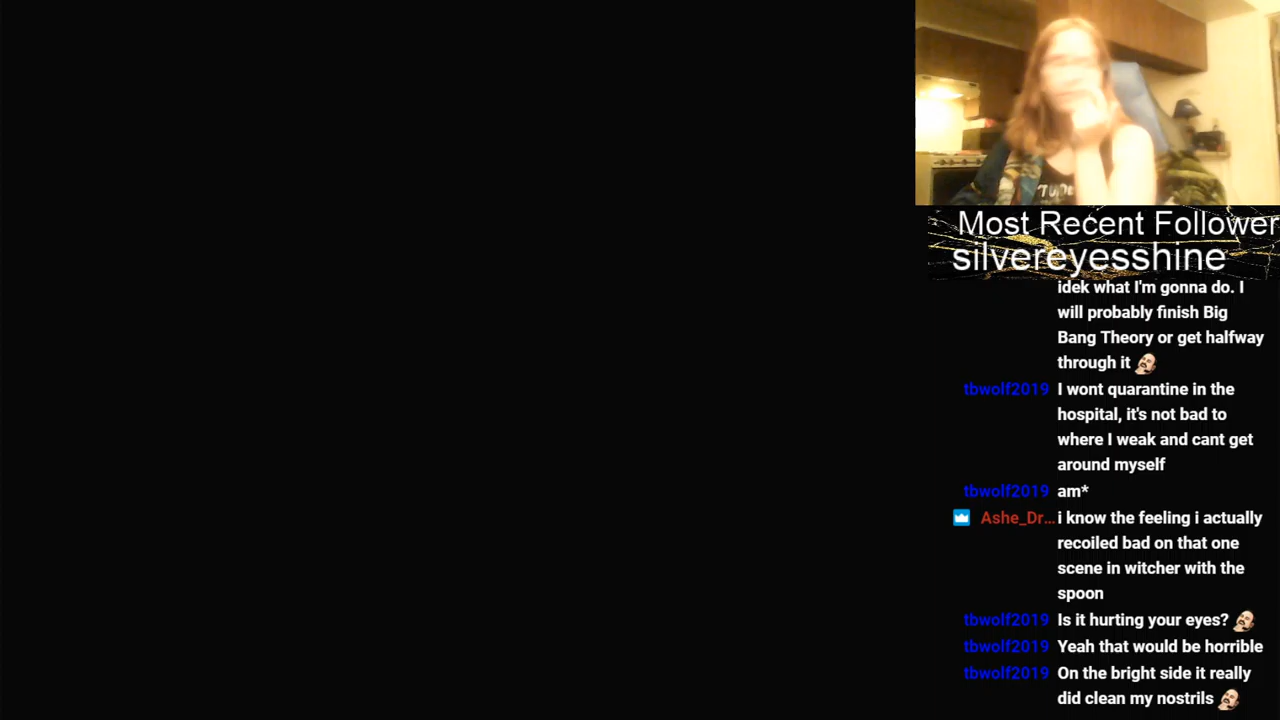 Most Recent Follower
silvereyesshine
idek what I'm gonna do. I
will probably finish Big
Bang Theory or get halfway
through it
tbwolf2019 I wont quarantine in the
hospital, it's not bad to
where I weak and cant get
around myself
tbwolf2019 am*
Ashe_Dr... i know the feeling i actually
recoiled bad on that one
scene in witcher with the
spoon
tbwolf2019 Is it hurting your eyes?
tbwolf2019 Yeah that would be horrible
tbwolf2019 On the bright side it really
did clean my nostrils